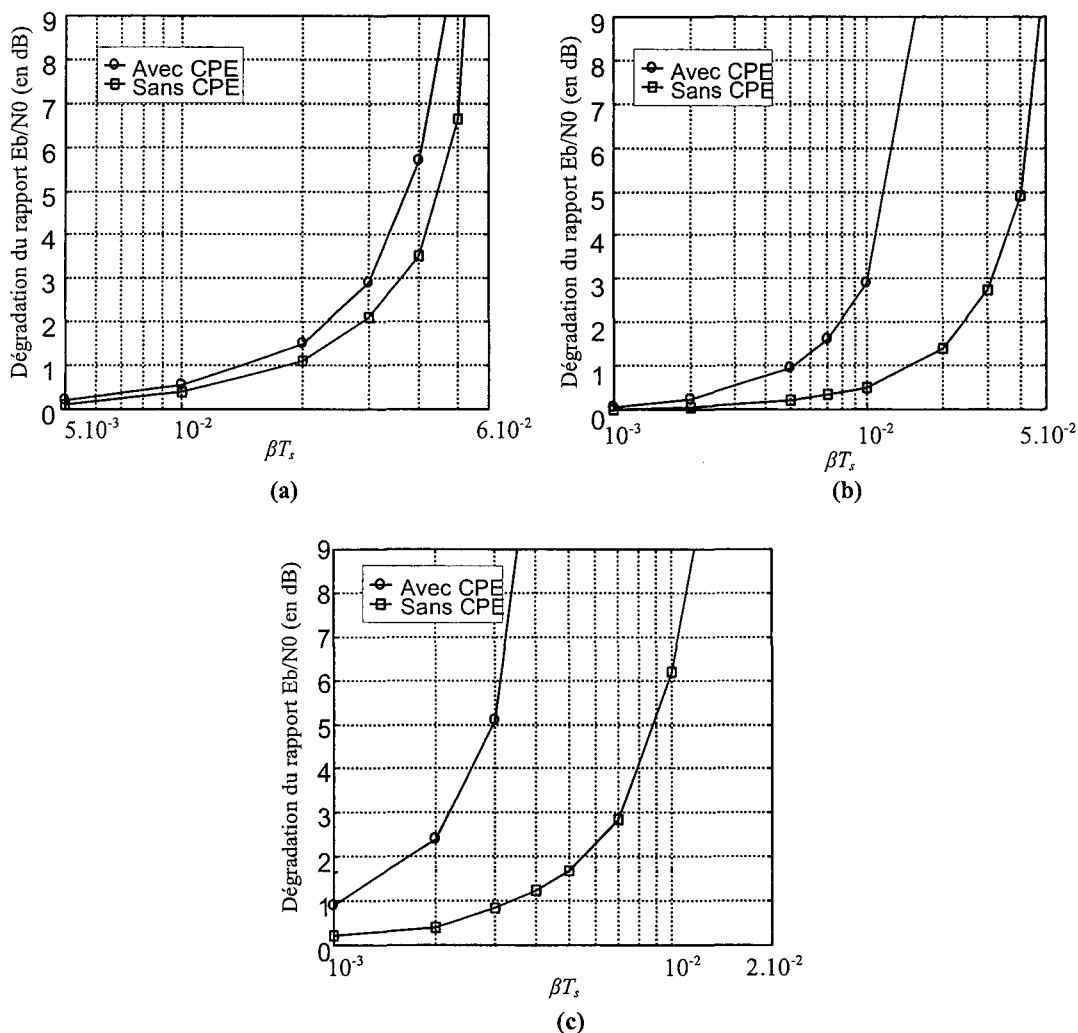 Dégradation du rapport Eb/N0 (en dB)
9
8
7
6
5
4
3
2
1
0
Avec CPE
Sans CPE
5.10⁻³
10⁻²
6.10⁻²
βTₛ
(a)
Dégradation du rapport Eb/N0 (en dB)
9
8
7
6
5
4
3
2
1
0
Avec CPE
Sans CPE
10⁻³
10⁻²
5.10⁻²
βTₛ
(b)
Dégradation du rapport Eb/N0 (en dB)
9
8
7
6
5
4
3
2
1
0
Avec CPE
Sans CPE
10⁻³
10⁻²
2.10⁻²
βTₛ
(c)